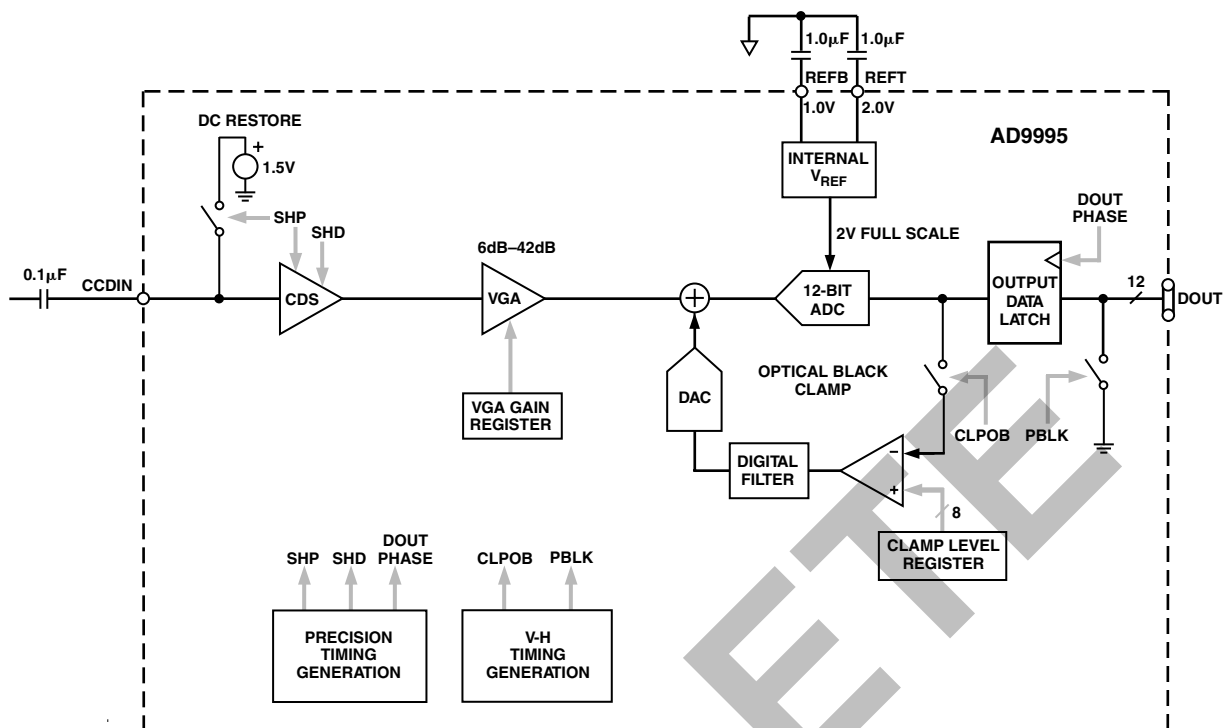 1.0µF 1.0µF
REFB REFT
1.0V 2.0V
DC RESTORE
+
1.5V
AD9995
INTERNAL
VREF
SHP
SHD
DOUT
PHASE
2V FULL SCALE
6dB–42dB
0.1µF
CCDIN
CDS
VGA
+
12-BIT
ADC
OUTPUT
DATA
LATCH
12
DOUT
OPTICAL BLACK
CLAMP
DAC
VGA GAIN
REGISTER
CLPOB PBLK
DIGITAL
FILTER
–
+
8
CLAMP LEVEL
REGISTER
SHP SHD DOUT
PHASE
CLPOB PBLK
PRECISION
TIMING
GENERATION
V-H
TIMING
GENERATION
ETE